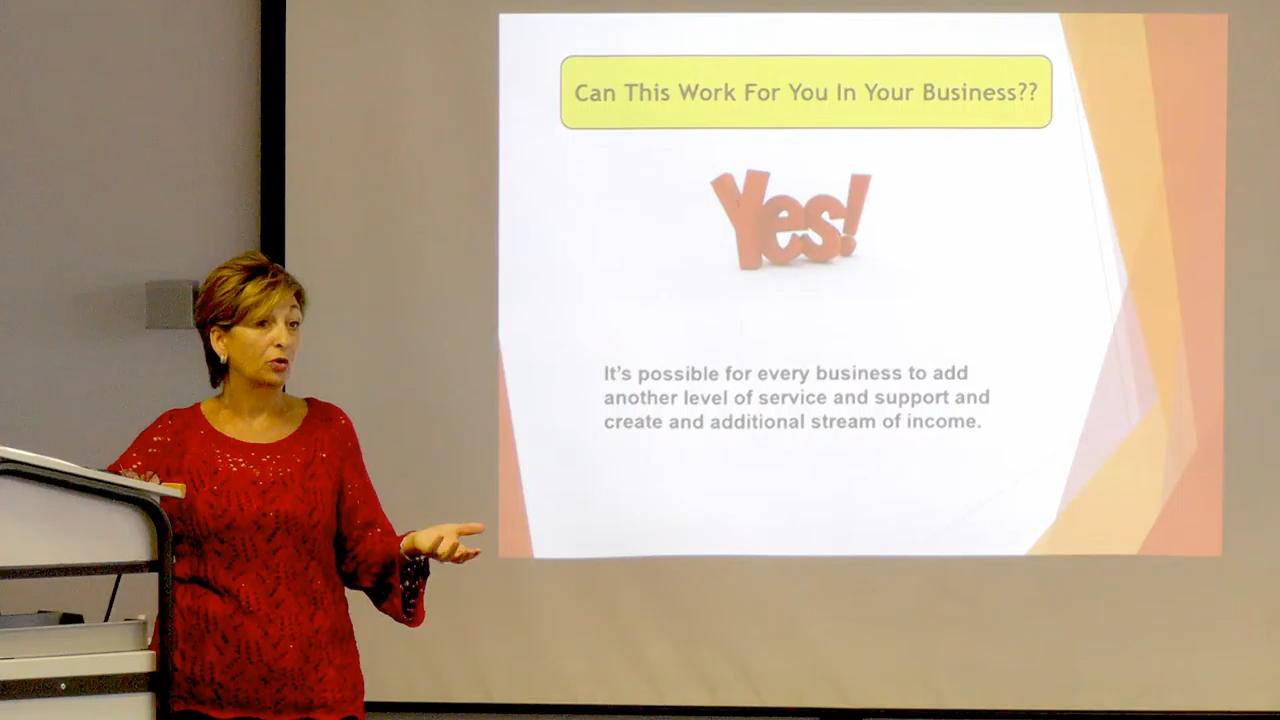 Can This Work For You In Your Business??
Yes!
It's possible for every business to add
another level of service and support and
create and additional stream of income.